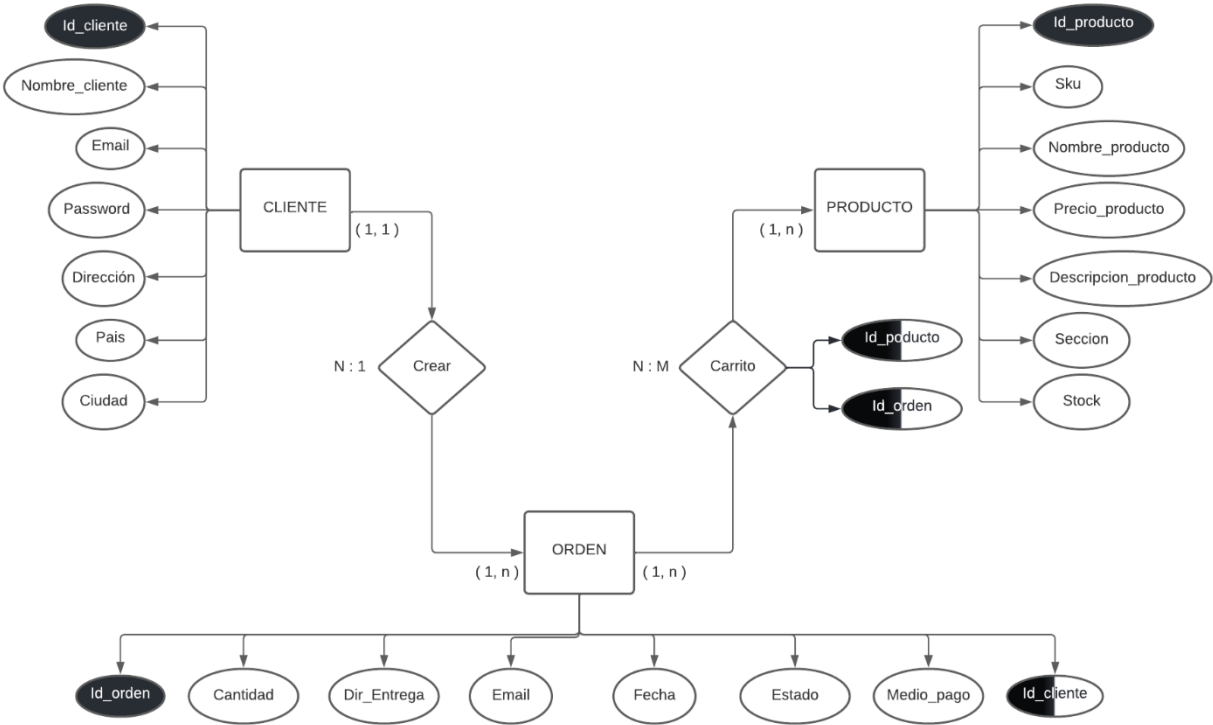 Id_cliente
Nombre_cliente
Email
Password
Dirección
Pais
Ciudad
CLIENTE
( 1, 1 )
N : 1
Crear
( 1, n )
ORDEN
( 1, n )
N : M
Carrito
Id_poducto
Id_orden
( 1, n )
PRODUCTO
Id_producto
Sku
Nombre_producto
Precio_producto
Descripcion_producto
Seccion
Stock
Id_orden
Cantidad
Dir_Entrega
Email
Fecha
Estado
Medio_pago
Id_cliente